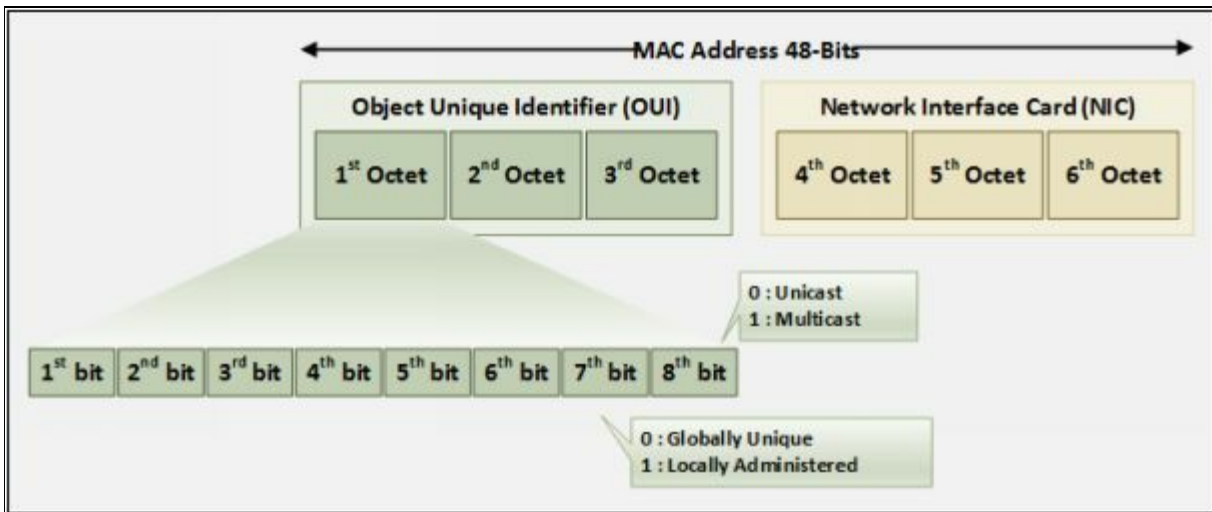 MAC Address 48-Bits
Object Unique Identifier (OUI)
Network Interface Card (NIC)
1st Octet
2nd Octet
3rd Octet
4th Octet
5th Octet
6th Octet
0 : Unicast
1 : Multicast
1st bit
2nd bit
3rd bit
4th bit
5th bit
6th bit
7th bit
8th bit
0 : Globally Unique
1 : Locally Administered